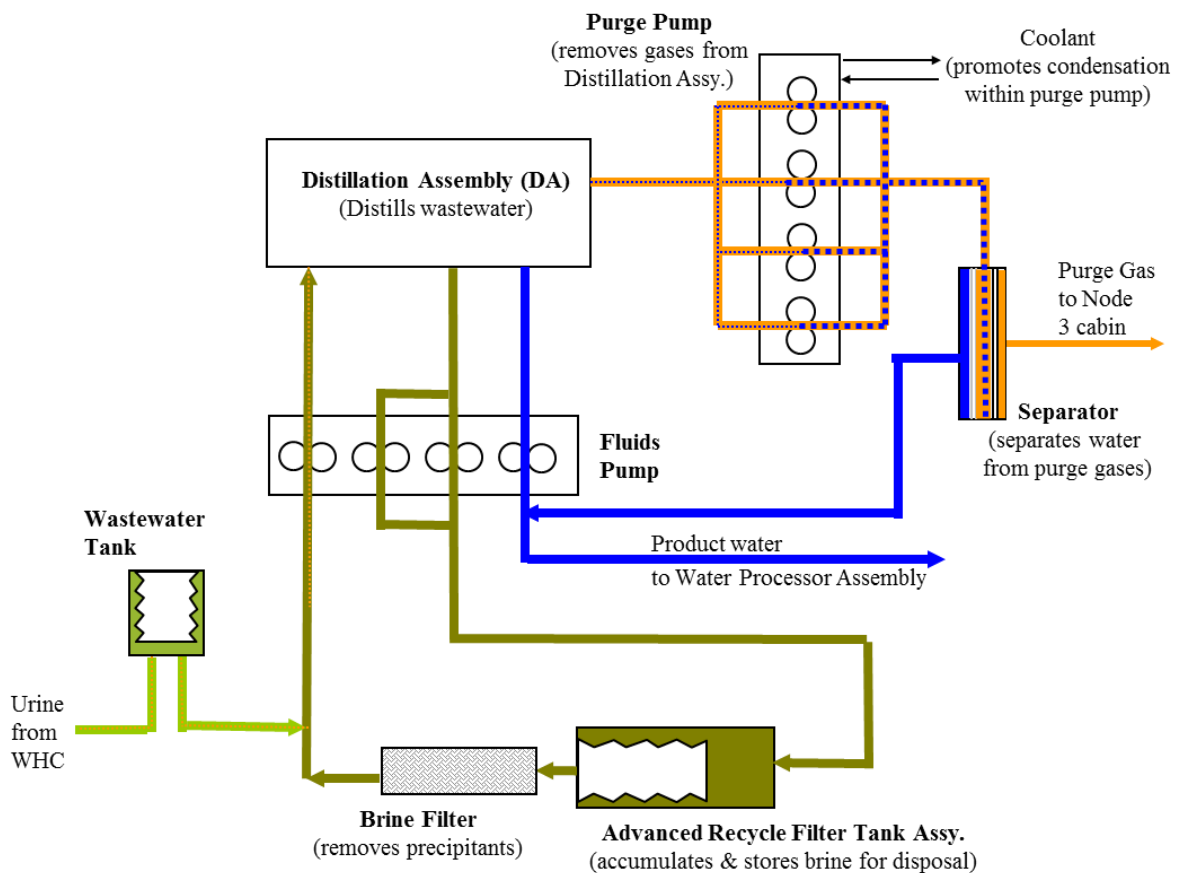 Purge Pump
(removes gases from
Distillation Assy.)
Coolant
(promotes condensation
within purge pump)
Distillation Assembly (DA)
(Distills wastewater)
Purge Gas
to Node
3 cabin
Separator
(separates water
from purge gases)
Fluids
Pump
Wastewater
Tank
Product water
to Water Processor Assembly
Urine
from
WHC
Brine Filter
(removes precipitants)
Advanced Recycle Filter Tank Assy.
(accumulates & stores brine for disposal)